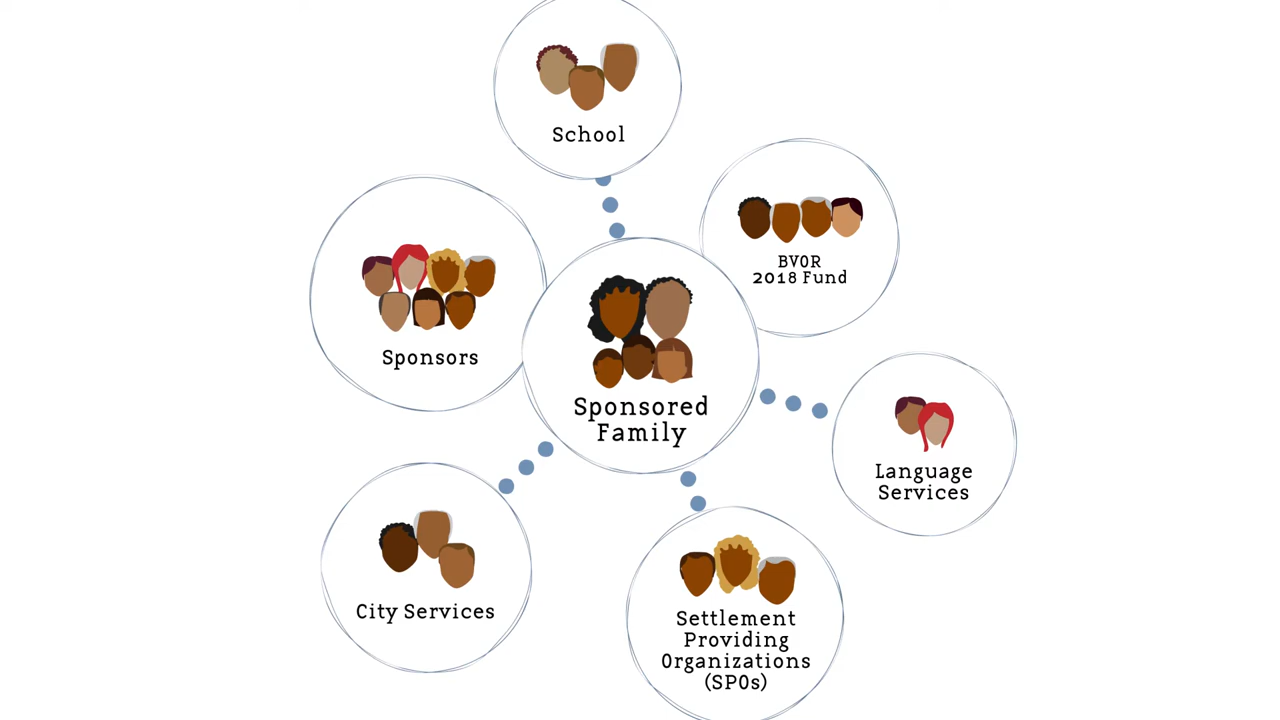 School
BVOR
2018 Fund
Sponsors
Sponsored
Family
Language
Services
City Services
Settlement
Providing
Organizations
(SPOs)